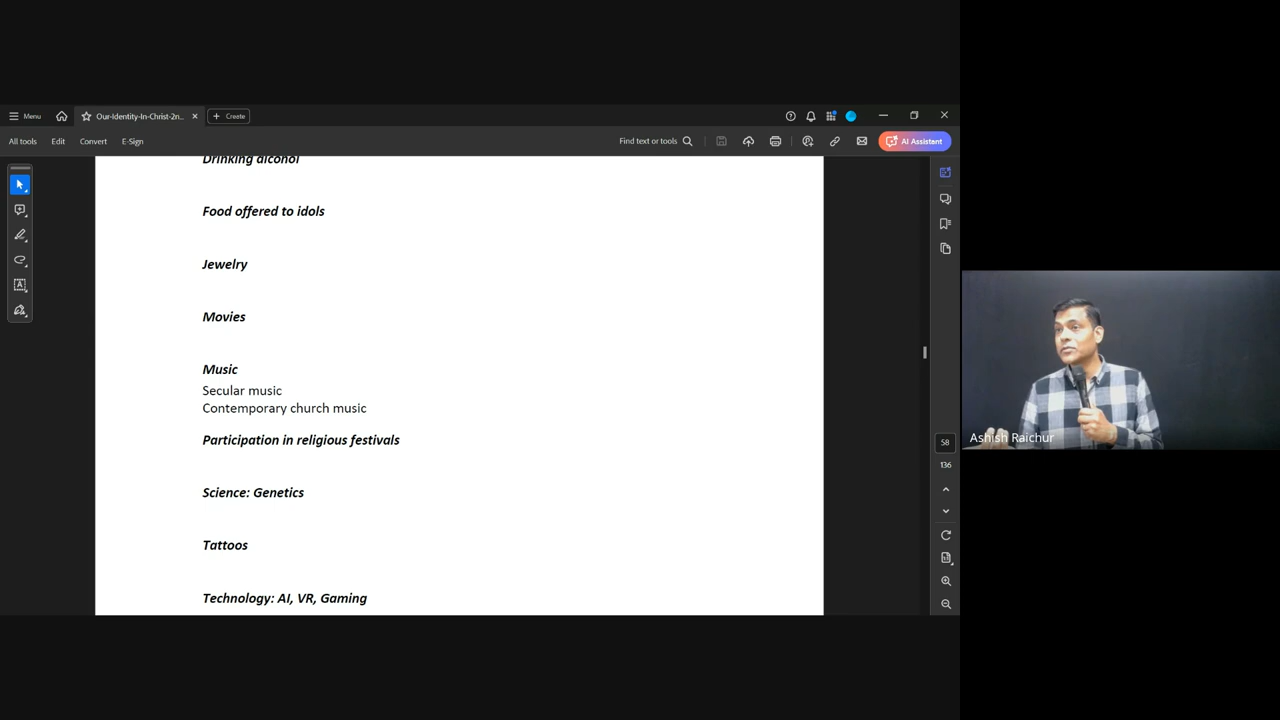 Menu
Our-Identity-In-Christ-2n...
Create
All tools
Edit
Convert
E-Sign
Find text or tools
AI Assistant
Drinking alcohol
Food offered to idols
Jewelry
Movies
Music
Secular music
Contemporary church music
Participation in religious festivals
Science: Genetics
Tattoos
Technology: AI, VR, Gaming
58
136
Ashish Raichur